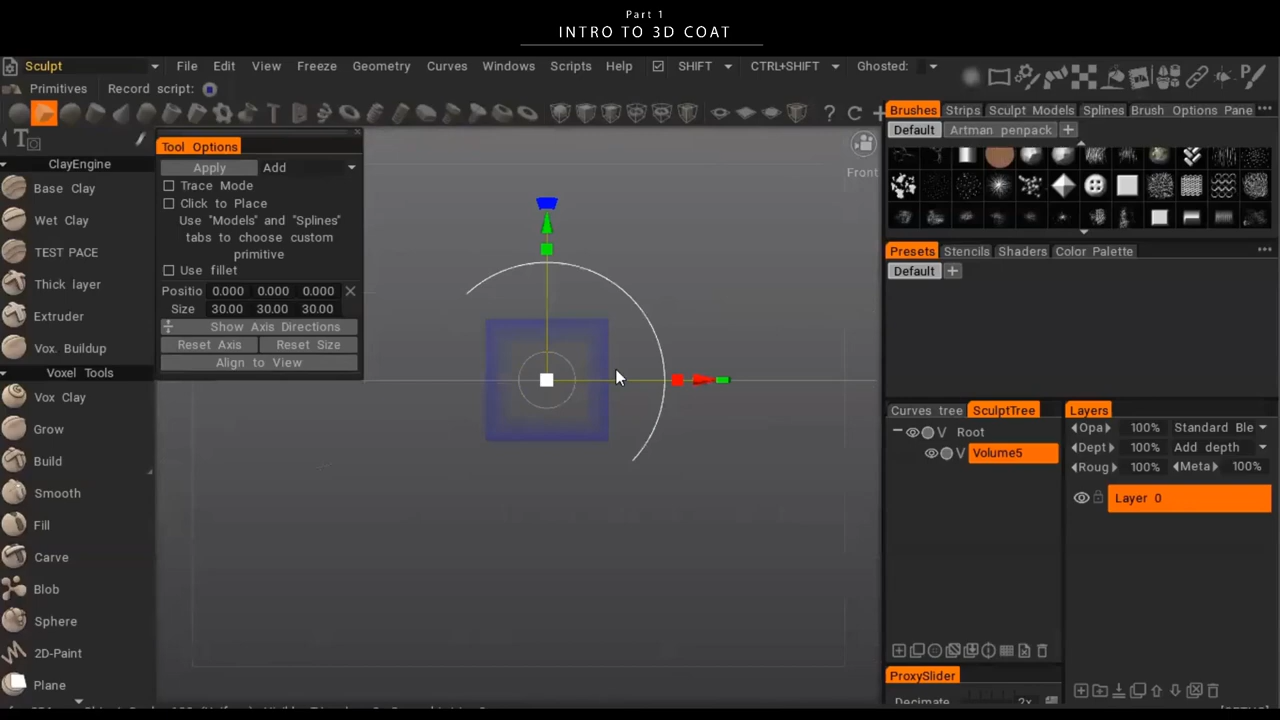 Part 1
INTRO TO 3D COAT
Sculpt File Edit View Freeze Geometry Curves Windows Scripts Help SHIFT CTRL+SHIFT Ghosted:
Primitives Record script:
Brushes Strips Sculpt Models Splines Brush Options Pane
Default Artman penpack
Tool Options
Apply Add
Trace Mode
Click to Place
Use "Models" and "Splines"
tabs to choose custom
primitive
Use fillet
Positio 0.000 0.000 0.000
Size 30.00 30.00 30.00
Show Axis Directions
Reset Axis Reset Size
Align to View
Front
ClayEngine
Base Clay
Wet Clay
TEST PACE
Thick layer
Extruder
Vox. Buildup
Voxel Tools
Vox Clay
Grow
Build
Smooth
Fill
Carve
Blob
Sphere
2D-Paint
Plane
Presets Stencils Shaders Color Palette
Default
Curves tree SculptTree
Root
V Volume5
Layers
Opa 100% Standard Ble
Dept 100% Add depth
Roug 100% Meta 100%
Layer 0
ProxySlider
Decimate 2x